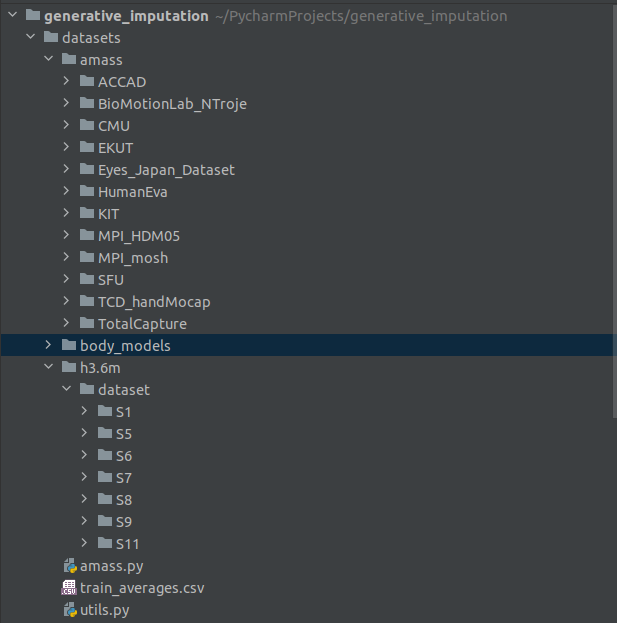 generative_imputation ~/PycharmProjects/generative_imputation
datasets
amass
ACCAD
BioMotionLab_NTroje
CMU
EKUT
Eyes_Japan_Dataset
HumanEva
KIT
MPI_HDM05
MPI_mosh
SFU
TCD_handMocap
TotalCapture
body_models
h3.6m
dataset
S1
S5
S6
S7
S8
S9
S11
amass.py
train_averages.csv
utils.py